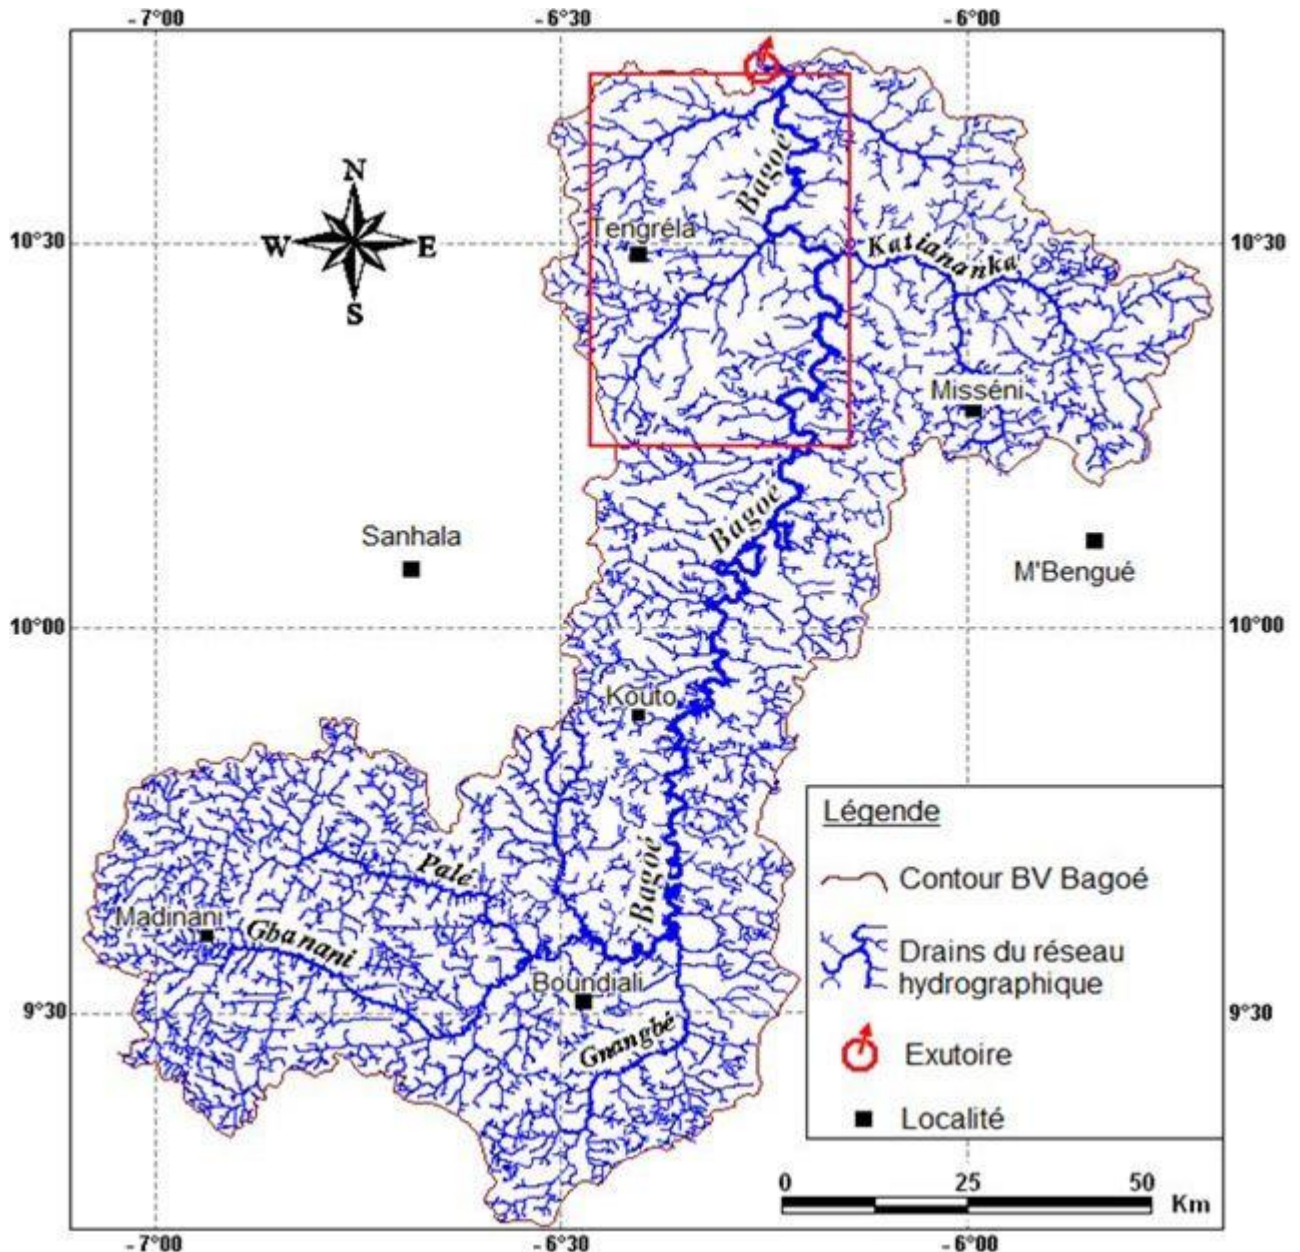 - 7°00
- 6°30
- 6°00
N
W
E
S
10°30
10°30
Bagoé
Tengréla
Katiananka
Misséni
Bagoé
Sanhala
M'Bengué
10°00
10°00
Kouto
Palé
Bagoé
Madinani
Gbanani
Boundiali
Gnangbé
9°30
9°30
Légende
Contour BV Bagoé
Drains du réseau
hydrographique
Exutoire
Localité
0 25 50
Km
- 7°00
- 6°30
- 6°00